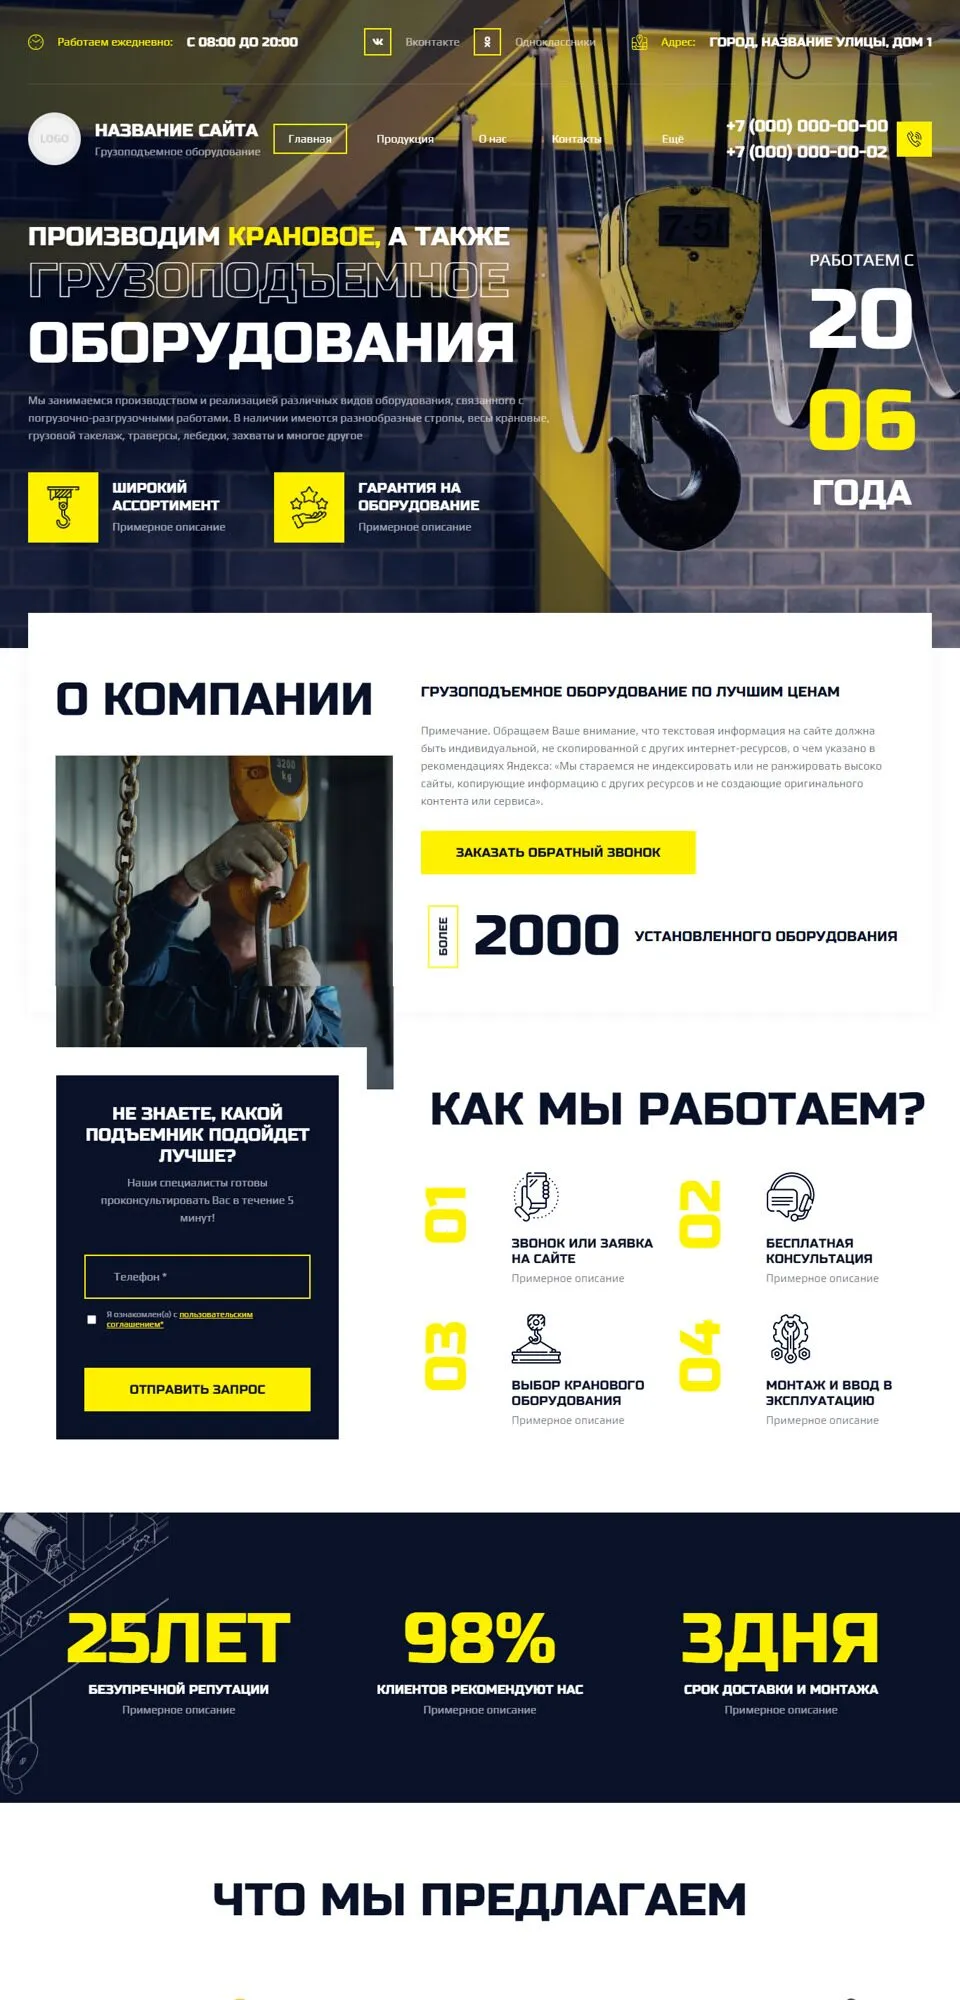 Работаем ежедневно: С 08:00 ДО 20:00
Вконтакте
Одноклассники
Адрес: ГОРОД, НАЗВАНИЕ УЛИЦЫ, ДОМ 1
LOGO
НАЗВАНИЕ САЙТА
Грузоподъемное оборудование
Главная
Продукция
О нас
Контакты
Ещё
+7 (000) 000-00-00
+7 (000) 000-00-02
ПРОИЗВОДИМ КРАНОВОЕ, А ТАКЖЕ
ГРУЗОПОДЪЕМНОЕ
ОБОРУДОВАНИЯ
Мы занимаемся производством и реализацией различных видов оборудования, связанного с
погрузочно-разгрузочными работами. В наличии имеются разнообразные стропы, весы крановые,
грузовой такелаж, траверсы, лебедки, захваты и многое другое
РАБОТАЕМ С
20
06
ГОДА
ШИРОКИЙ
АССОРТИМЕНТ
Примерное описание
ГАРАНТИЯ НА
ОБОРУДОВАНИЕ
Примерное описание
О КОМПАНИИ
3200
kg
ГРУЗОПОДЪЕМНОЕ ОБОРУДОВАНИЕ ПО ЛУЧШИМ ЦЕНАМ
Примечание. Обращаем Ваше внимание, что текстовая информация на сайте должна
быть индивидуальной, не скопированной с других интернет-ресурсов, о чем указано в
рекомендациях Яндекса: «Мы стараемся не индексировать или не ранжировать высоко
сайты, копирующие информацию с других ресурсов и не создающие оригинального
контента или сервиса».
ЗАКАЗАТЬ ОБРАТНЫЙ ЗВОНОК
БОЛЕЕ
2000
УСТАНОВЛЕННОГО ОБОРУДОВАНИЯ
НЕ ЗНАЕТЕ, КАКОЙ
ПОДЪЕМНИК ПОДОЙДЕТ
ЛУЧШЕ?
Наши специалисты готовы
проконсультировать Вас в течение 5
минут!
Телефон *
Я ознакомлен(а) с пользовательским
соглашением*
ОТПРАВИТЬ ЗАПРОС
КАК МЫ РАБОТАЕМ?
01
ЗВОНОК ИЛИ ЗАЯВКА
НА САЙТЕ
Примерное описание
02
БЕСПЛАТНАЯ
КОНСУЛЬТАЦИЯ
Примерное описание
03
ВЫБОР КРАНОВОГО
ОБОРУДОВАНИЯ
Примерное описание
04
МОНТАЖ И ВВОД В
ЭКСПЛУАТАЦИЮ
Примерное описание
25ЛЕТ
БЕЗУПРЕЧНОЙ РЕПУТАЦИИ
Примерное описание
98%
КЛИЕНТОВ РЕКОМЕНДУЮТ НАС
Примерное описание
3ДНЯ
СРОК ДОСТАВКИ И МОНТАЖА
Примерное описание
ЧТО МЫ ПРЕДЛАГАЕМ